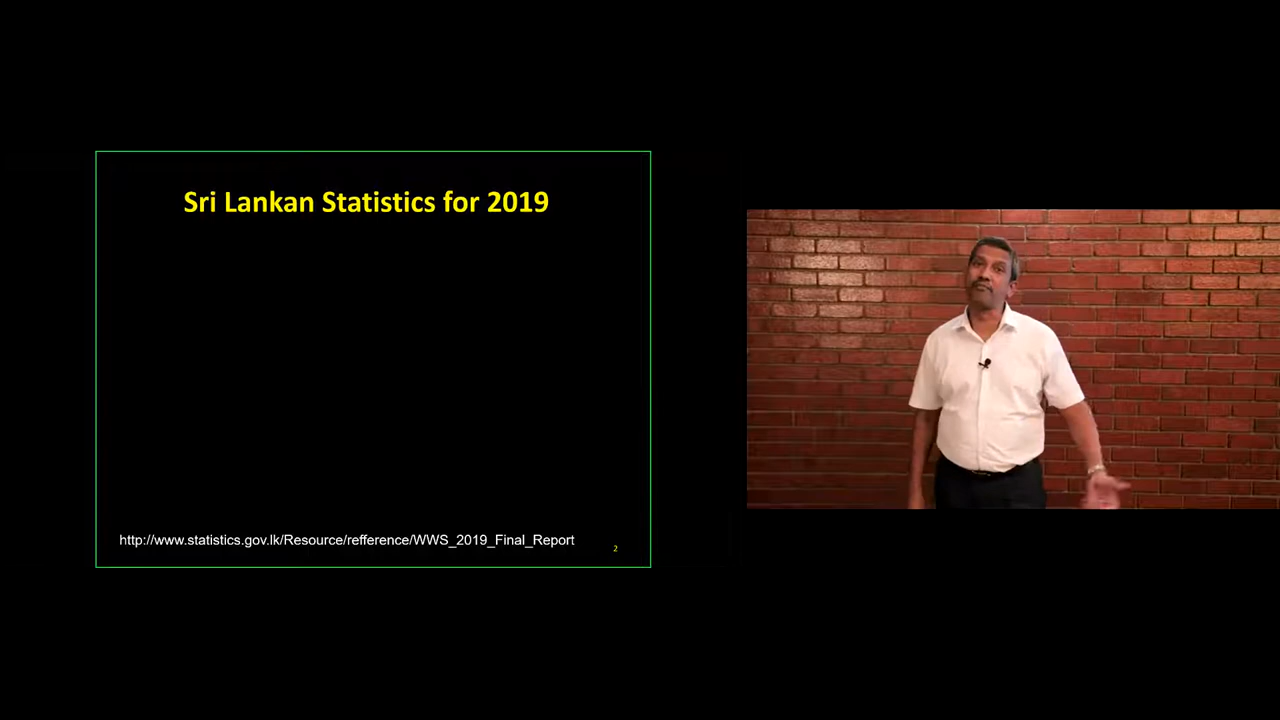 Sri Lankan Statistics for 2019
http://www.statistics.gov.lk/Resource/refference/WWS_2019_Final_Report
2